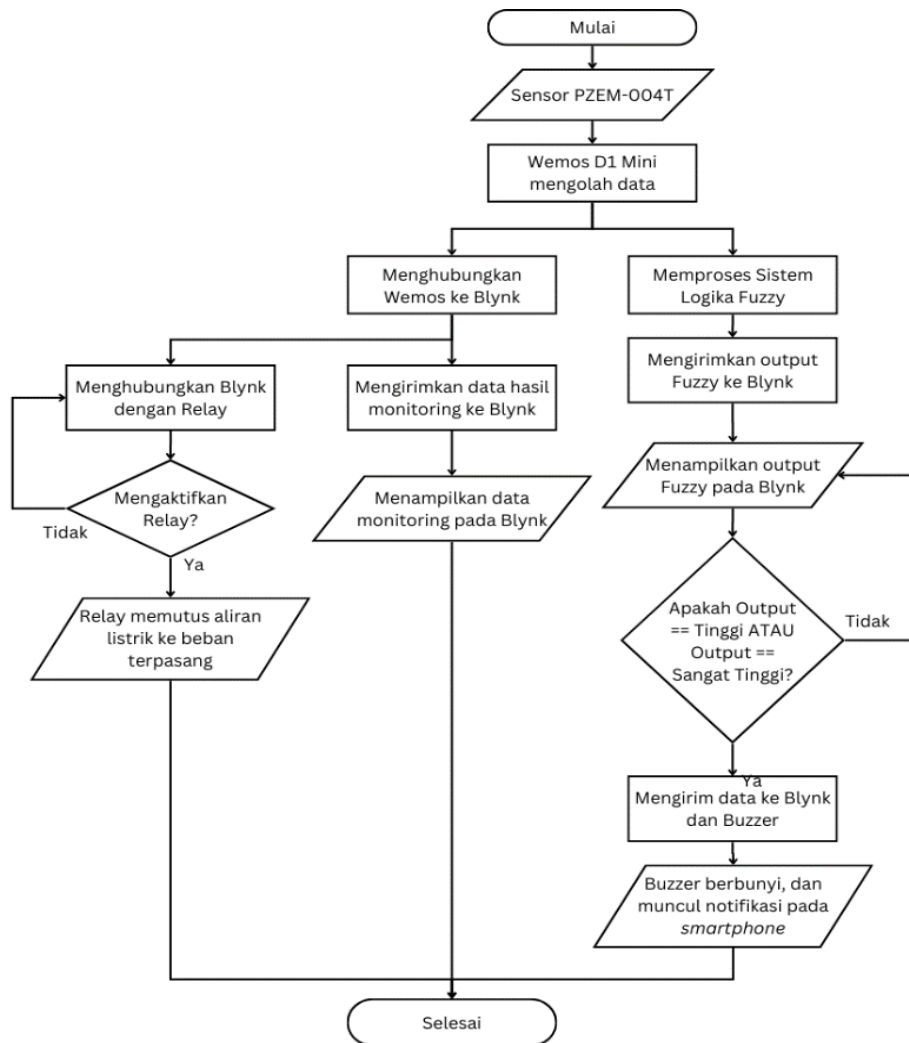 Mulai
Sensor PZEM-004T
Wemos D1 Mini
mengolah data
Menghubungkan
Wemos ke Blynk
Memproses Sistem
Logika Fuzzy
Menghubungkan Blynk
dengan Relay
Mengirimkan data hasil
monitoring ke Blynk
Mengirimkan output
Fuzzy ke Blynk
Mengaktifkan
Relay?
Tidak
Ya
Menampilkan data
monitoring pada Blynk
Menampilkan output
Fuzzy pada Blynk
Relay memutus aliran
listrik ke beban
terpasang
Apakah Output
== Tinggi ATAU
Output ==
Sangat Tinggi?
Tidak
Ya
Mengirim data ke Blynk
dan Buzzer
Buzzer berbunyi, dan
muncul notifikasi pada
smartphone
Selesai